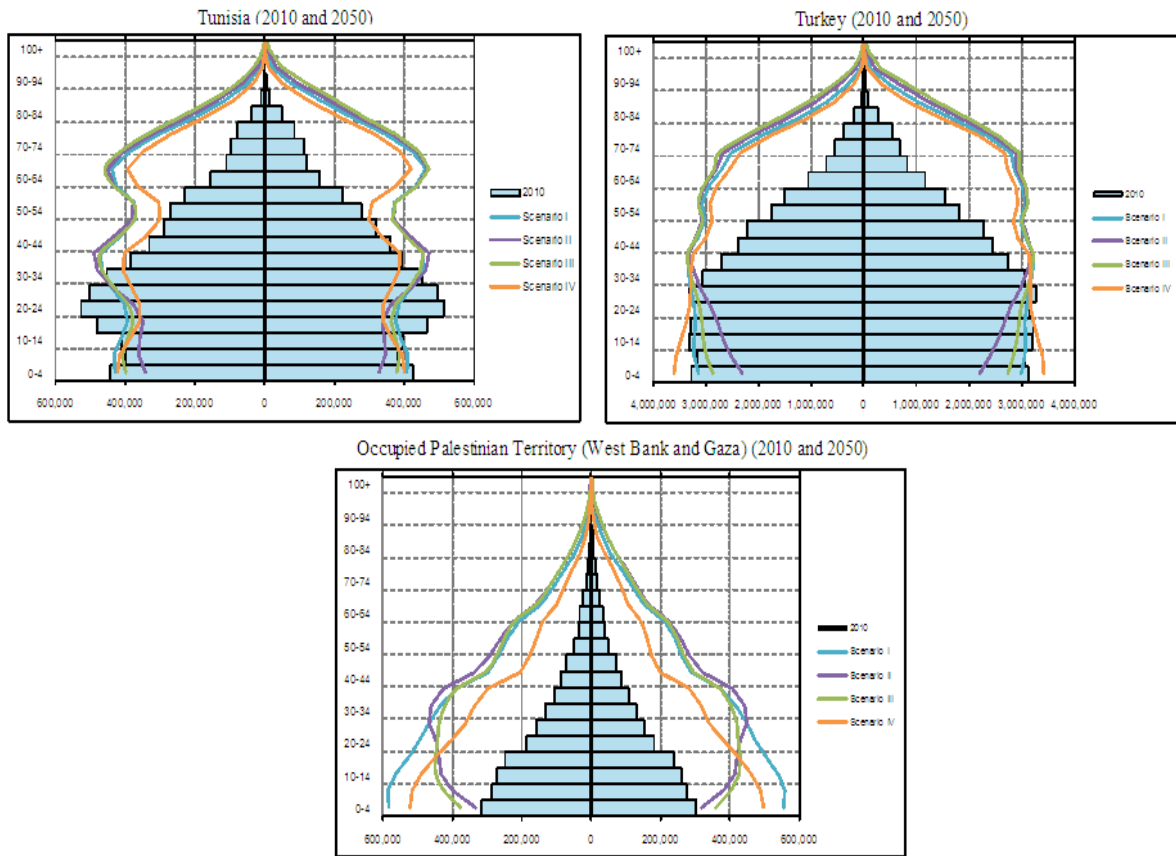 Tunisia (2010 and 2050)
100+
90-94
80-84
70-74
60-64
50-54
40-44
30-34
20-24
10-14
0-4
600,000 400,000 200,000 0 200,000 400,000 600,000
2010
Scenario I
Scenario II
Scenario III
Scenario IV
Turkey (2010 and 2050)
100+
90-94
80-84
70-74
60-64
50-54
40-44
30-34
20-24
10-14
0-4
4,000,000 3,000,000 2,000,000 1,000,000 0 1,000,000 2,000,000 3,000,000 4,000,000
2010
Scenario I
Scenario II
Scenario III
Scenario IV
Occupied Palestinian Territory (West Bank and Gaza) (2010 and 2050)
100+
90-94
80-84
70-74
60-64
50-54
40-44
30-34
20-24
10-14
0-4
600,000 400,000 200,000 0 200,000 400,000 600,000
2010
Scenario I
Scenario II
Scenario III
Scenario IV